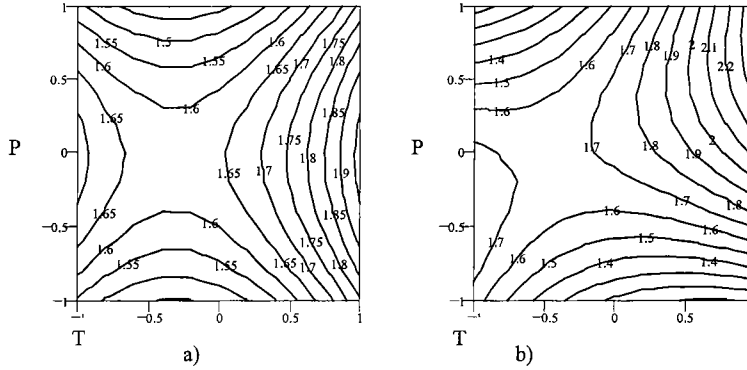 1
1.55 1.5 1.6 1.75
1.6 1.55 1.65 1.7 1.8
0.5
1.65 1.6 1.85
P
0
1.65 1.65 1.7 1.75 1.8 1.9
−0.5
1.65 1.6 1.85
1.6 1.55 1.55 1.75
1.65 1.7 1.8
−1
−1 −0.5 0 0.5 1
T
a)
1
1.7 1.8 2 2.1
1.4 1.6 1.9 2.2
0.5
1.5
1.6
P
0
1.7 1.8 1.9 2
1.7 1.8
−0.5
1.6 1.6
1.7 1.6 1.5
1.5 1.4 1.4
−1
−1 −0.5 0 0.5
T
b)